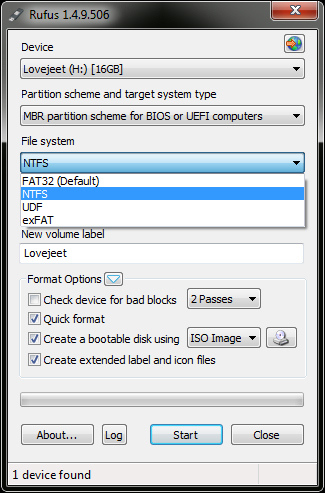 Rufus 1.4.9.506
Device
Lovejeet (H:) [16GB]
Partition scheme and target system type
MBR partition scheme for BIOS or UEFI computers
File system
NTFS
FAT32 (Default)
NTFS
UDF
exFAT
New volume label
Lovejeet
Format Options
Check device for bad blocks 2 Passes
Quick format
Create a bootable disk using ISO Image
Create extended label and icon files
About... Log Start Close
1 device found